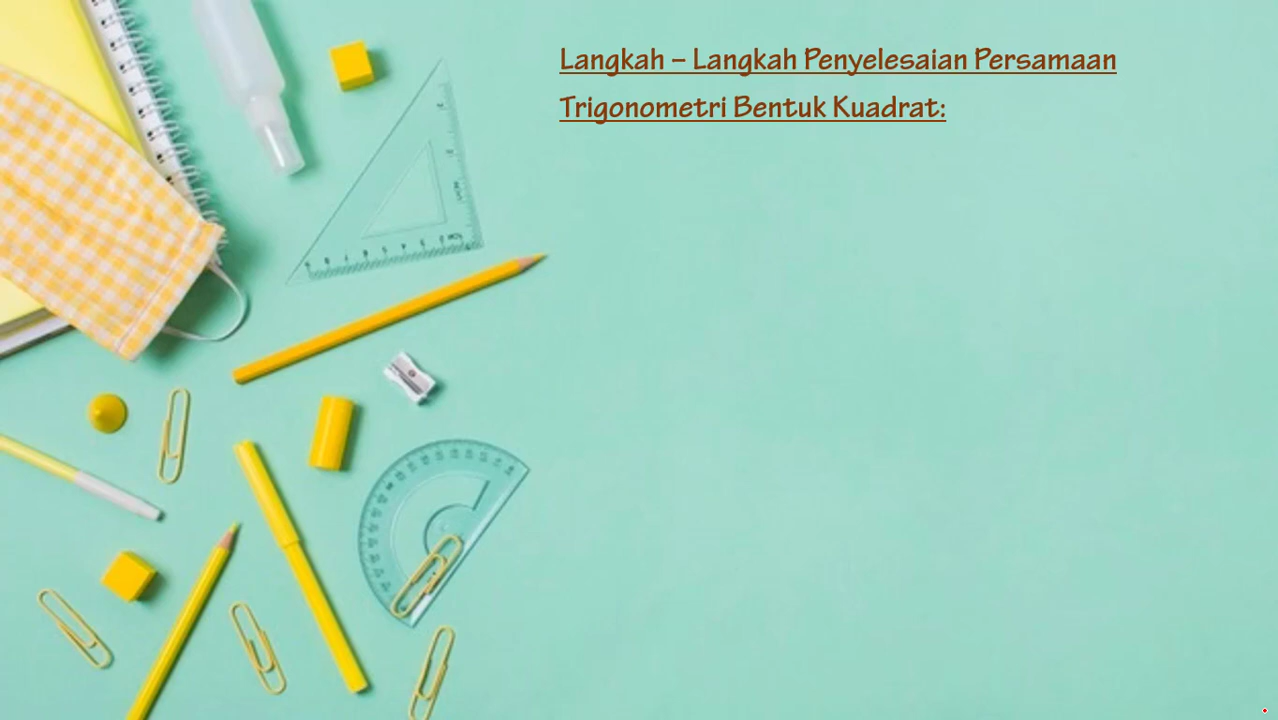 Langkah – Langkah Penyelesaian Persamaan
Trigonometri Bentuk Kuadrat: